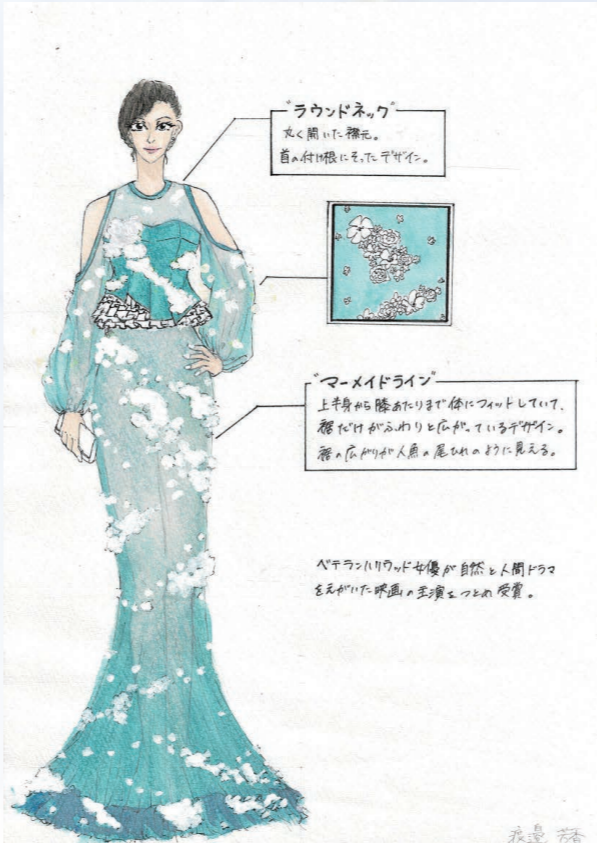 "ラウンドネック"
丸く開いた襟元。
首の付け根にそったデザイン。
"マーメイドライン"
上半身から膝あたりまで体にフィットしていて、
裾だけがふわりと広がっているデザイン。
裾の広がりが人魚の尾ひれのように見える。
ベテランハリウッド女優が自然と人間ドラマ
をえがいた映画の主演をつとめ受賞。
芳香